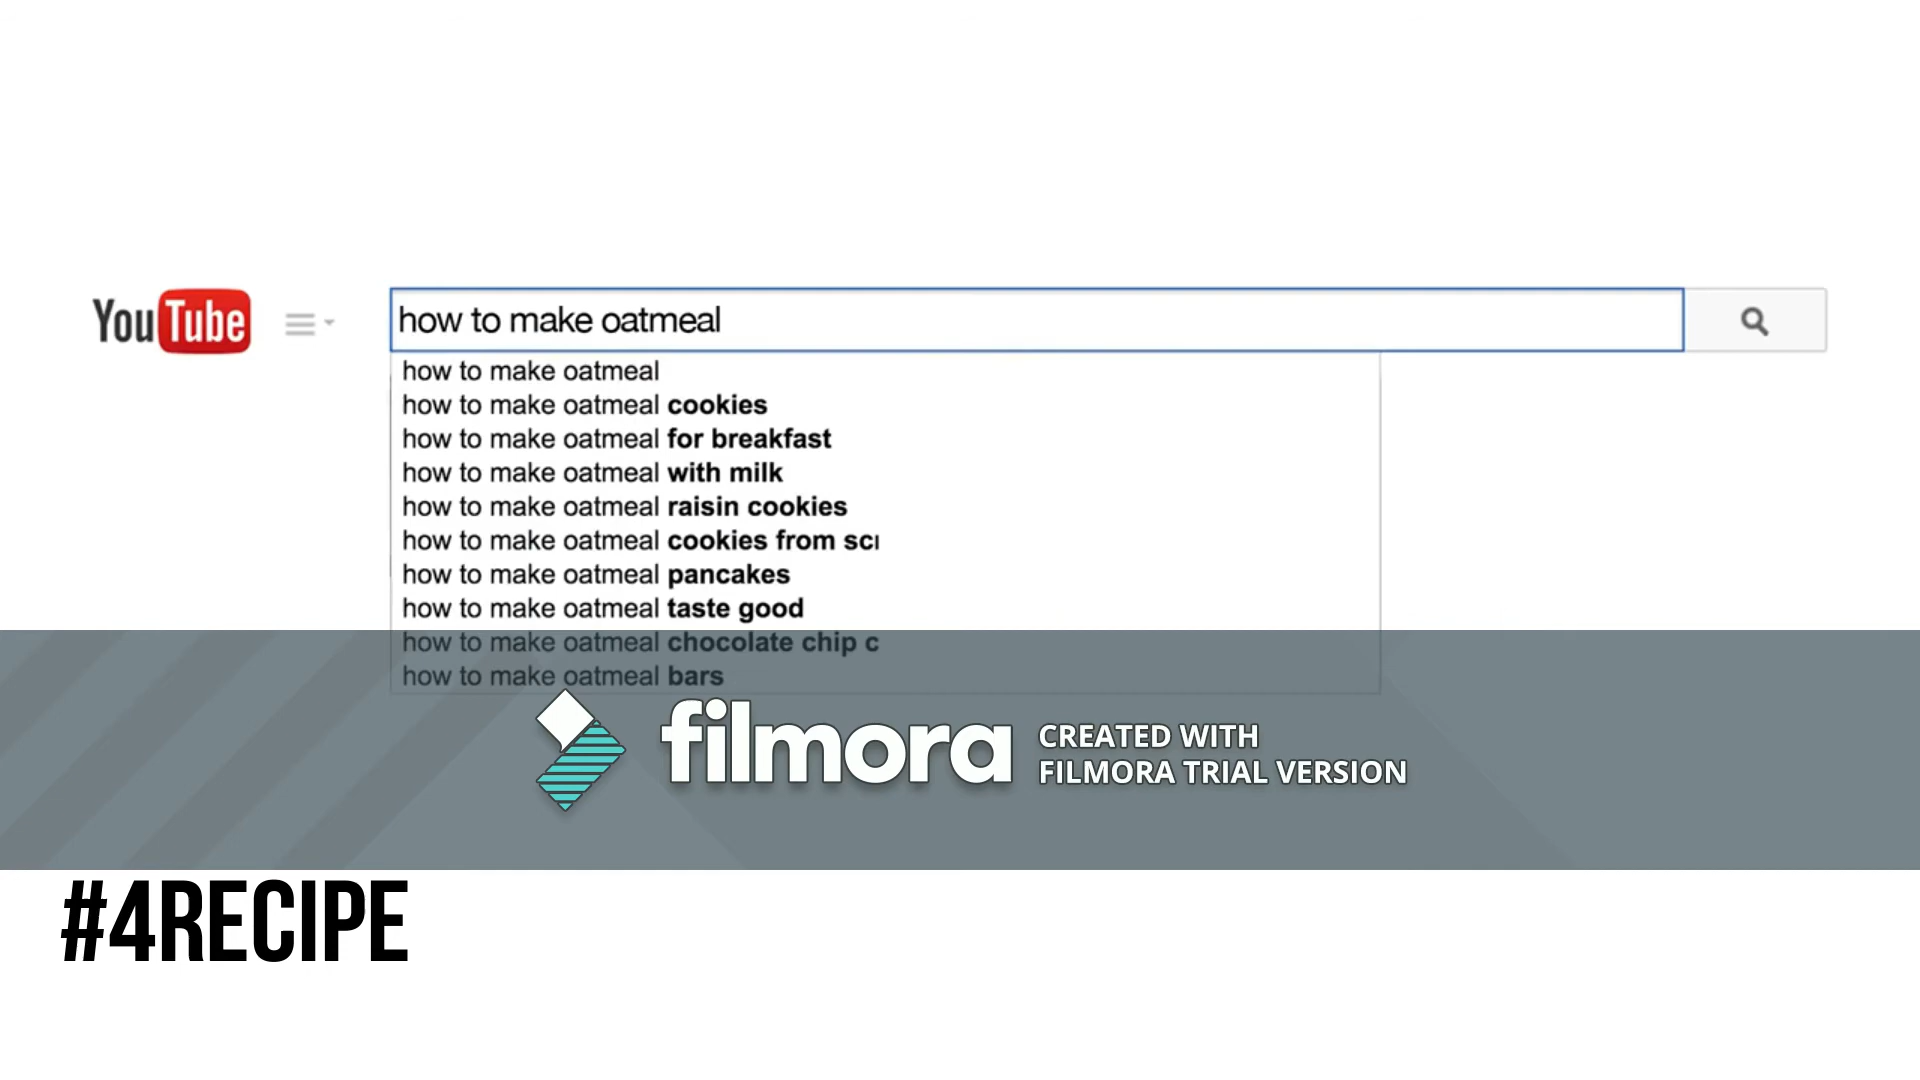 YouTube
how to make oatmeal
how to make oatmeal
how to make oatmeal cookies
how to make oatmeal for breakfast
how to make oatmeal with milk
how to make oatmeal raisin cookies
how to make oatmeal cookies from sc
how to make oatmeal pancakes
how to make oatmeal taste good
how to make oatmeal chocolate chip c
how to make oatmeal bars
filmora
CREATED WITH
FILMORA TRIAL VERSION
#4RECIPE